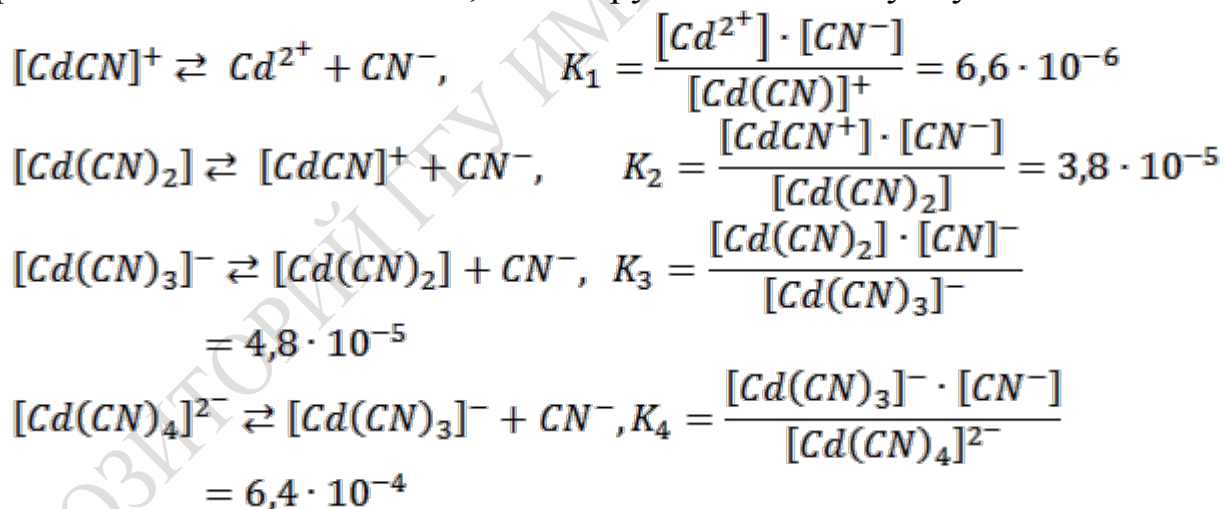 [CdCN]⁺ ⇄ Cd²⁺ + CN⁻, K₁ = [Cd²⁺] · [CN⁻] / [Cd(CN)]⁺ = 6,6 · 10⁻⁶
[Cd(CN)₂] ⇄ [CdCN]⁺ + CN⁻, K₂ = [CdCN⁺] · [CN⁻] / [Cd(CN)₂] = 3,8 · 10⁻⁵
[Cd(CN)₃]⁻ ⇄ [Cd(CN)₂] + CN⁻, K₃ = [Cd(CN)₂] · [CN]⁻ / [Cd(CN)₃]⁻
= 4,8 · 10⁻⁵
[Cd(CN)₄]²⁻ ⇄ [Cd(CN)₃]⁻ + CN⁻, K₄ = [Cd(CN)₃]⁻ · [CN⁻] / [Cd(CN)₄]²⁻
= 6,4 · 10⁻⁴